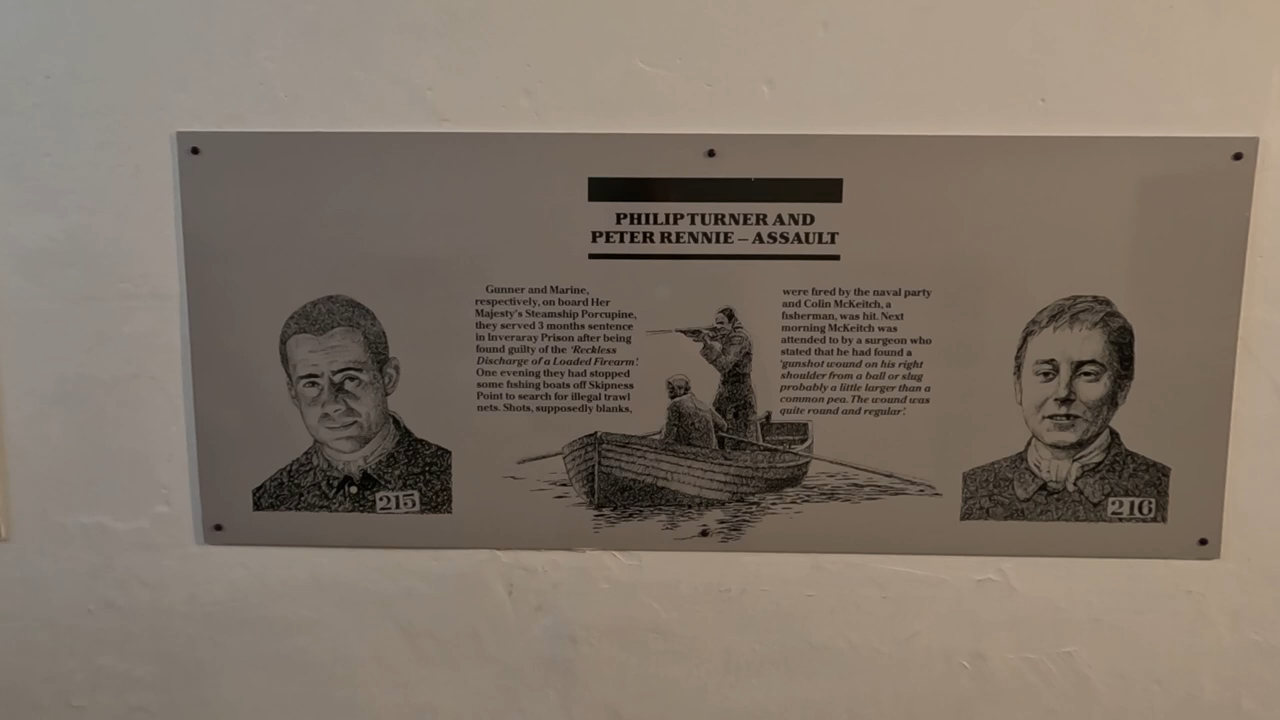 PHILIP TURNER AND
PETER RENNIE – ASSAULT
Gunner and Marine,
respectively, on board Her
Majesty's Steamship Porcupine,
they served 3 months sentence
in Inveraray Prison after being
found guilty of the 'Reckless
Discharge of a Loaded Firearm'.
One evening they had stopped
some fishing boats off Skipness
Point to search for illegal trawl
nets. Shots, supposedly blanks,
were fired by the naval party
and Colin McKeitch, a
fisherman, was hit. Next
morning McKeitch was
attended to by a surgeon who
stated that he had found a
'gunshot wound on his right
shoulder from a ball or slug
probably a little larger than a
common pea. The wound was
quite round and regular'.
215
216